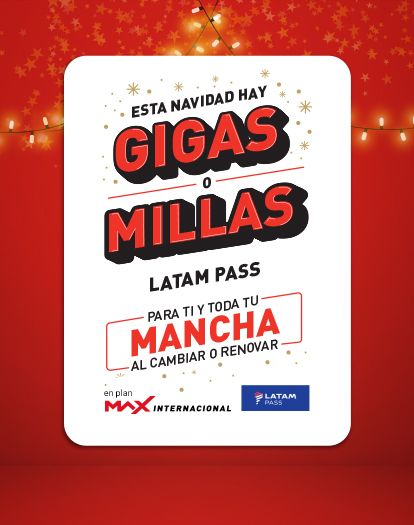 ESTA NAVIDAD HAY
GIGAS
O
MILLAS
LATAM PASS
PARA TI Y TODA TU
MANCHA
AL CAMBIAR O RENOVAR
en plan
MAX INTERNACIONAL
LATAM
PASS